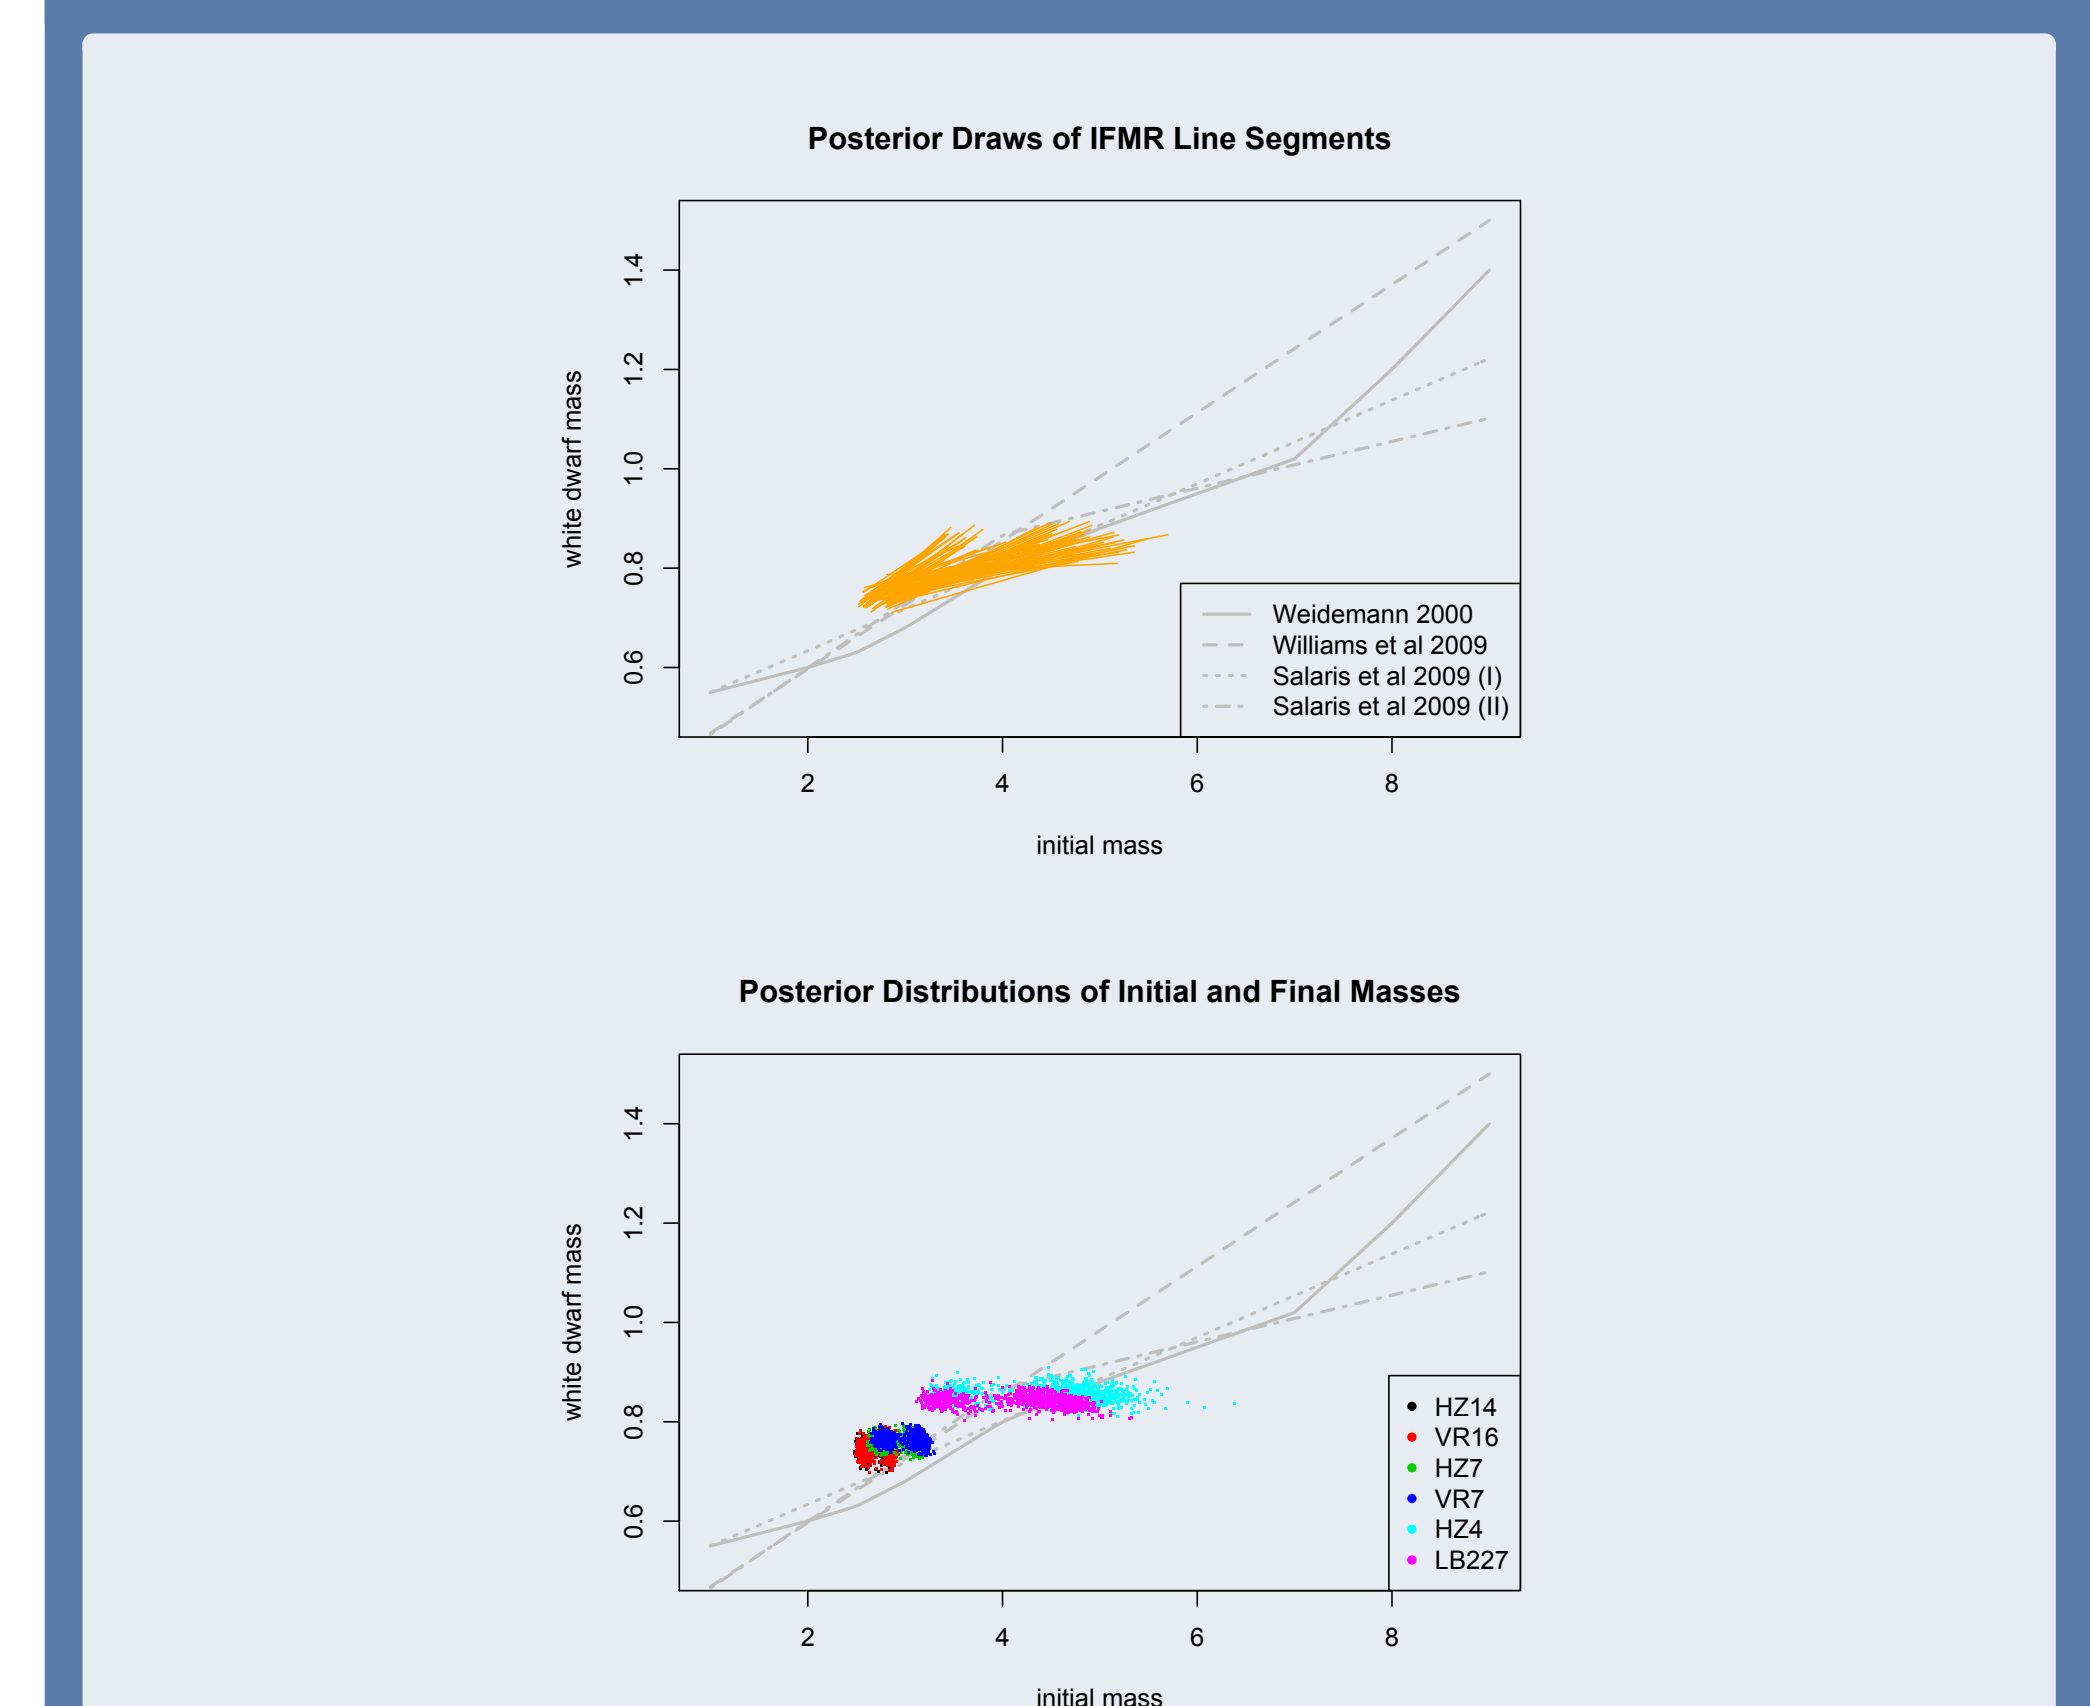 Posterior Draws of IFMR Line Segments
white dwarf mass
1.4
1.2
1.0
0.8
0.6
Weidemann 2000
Williams et al 2009
Salaris et al 2009 (I)
Salaris et al 2009 (II)
2 4 6 8
initial mass
Posterior Distributions of Initial and Final Masses
white dwarf mass
1.4
1.2
1.0
0.8
0.6
HZ14
VR16
HZ7
VR7
HZ4
LB227
2 4 6 8
initial mass